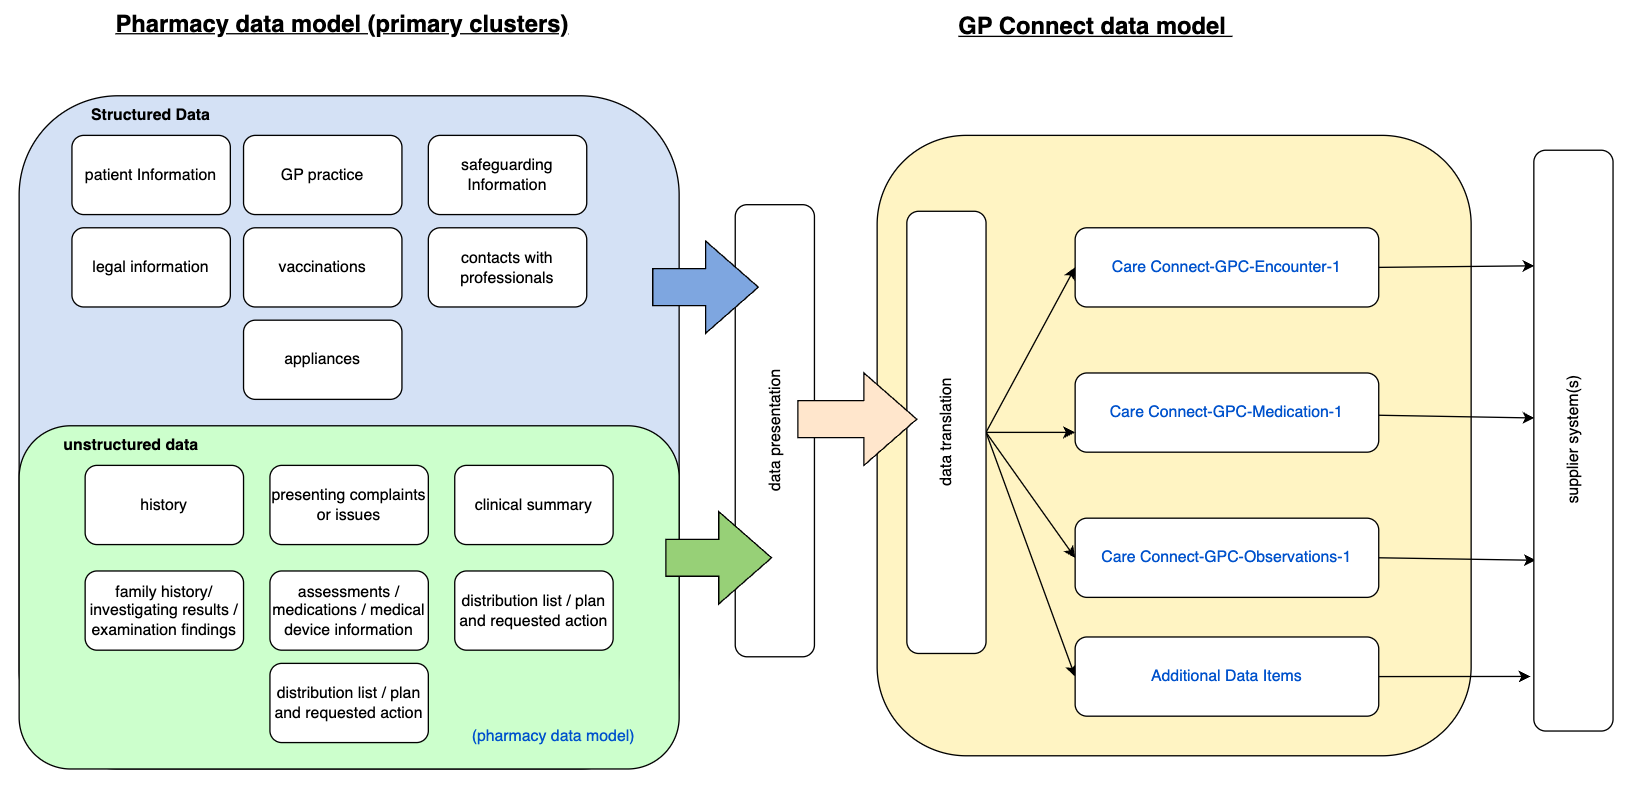 Pharmacy data model (primary clusters)
GP Connect data model
Structured Data
patient Information
GP practice
safeguarding
Information
legal information
vaccinations
contacts with
professionals
appliances
unstructured data
history
presenting complaints
or issues
clinical summary
family history/
investigating results /
examination findings
assessments /
medications / medical
device information
distribution list / plan
and requested action
distribution list / plan
and requested action
(pharmacy data model)
data presentation
data translation
Care Connect-GPC-Encounter-1
Care Connect-GPC-Medication-1
Care Connect-GPC-Observations-1
Additional Data Items
supplier system(s)